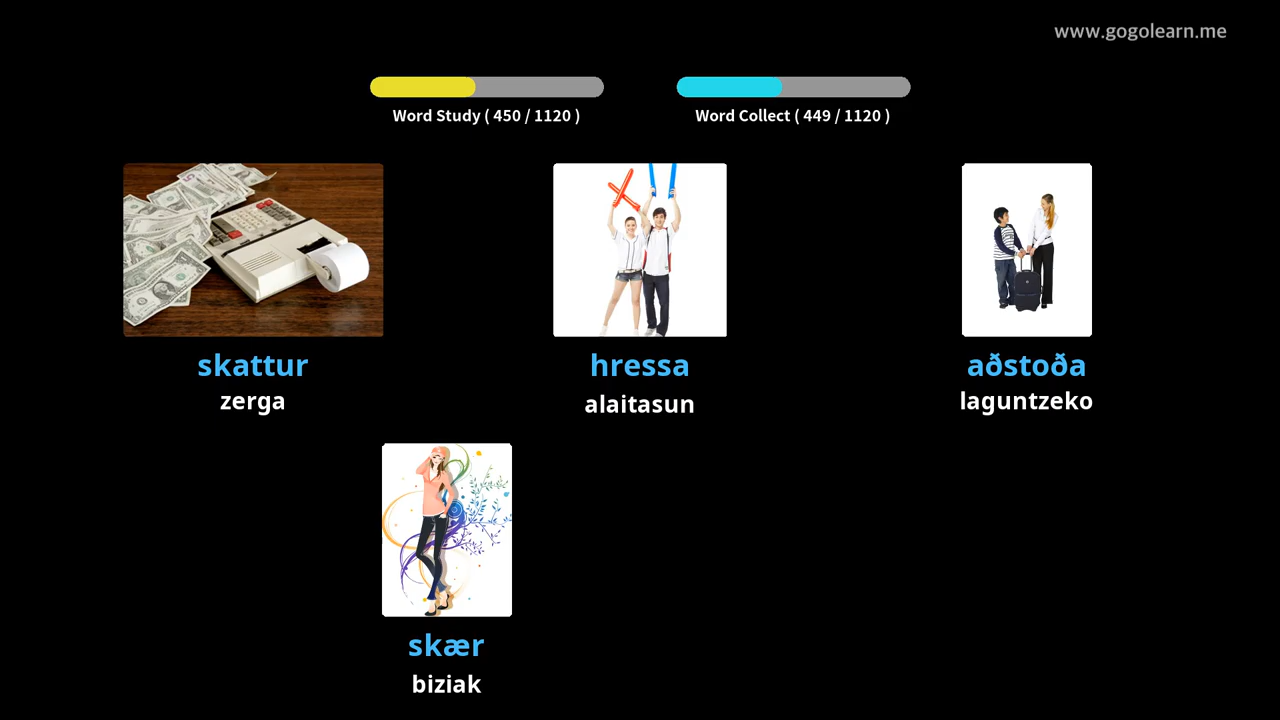 www.gogolearn.me
Word Study ( 450 / 1120 )
Word Collect ( 449 / 1120 )
skattur
zerga
hressa
alaitasun
aðstoða
laguntzeko
skær
biziak